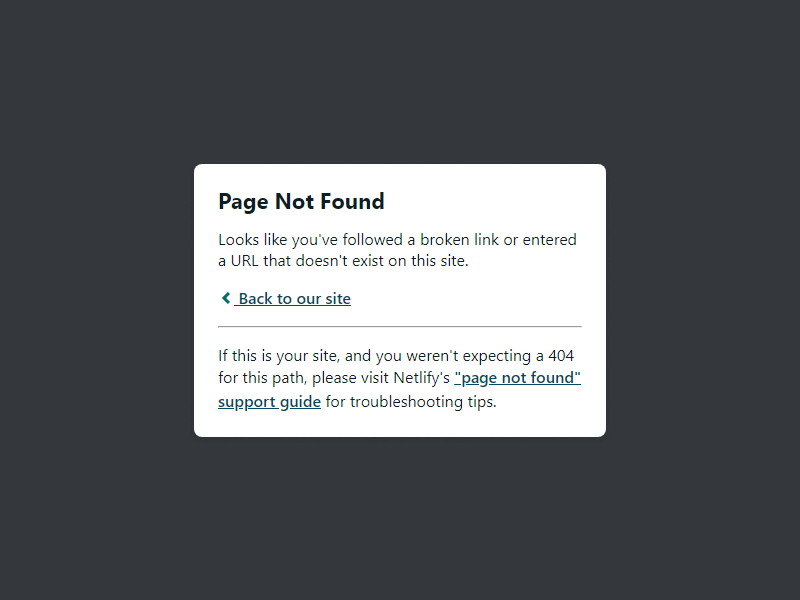 Page Not Found
Looks like you've followed a broken link or entered
a URL that doesn't exist on this site.
Back to our site
If this is your site, and you weren't expecting a 404
for this path, please visit Netlify's "page not found"
support guide for troubleshooting tips.